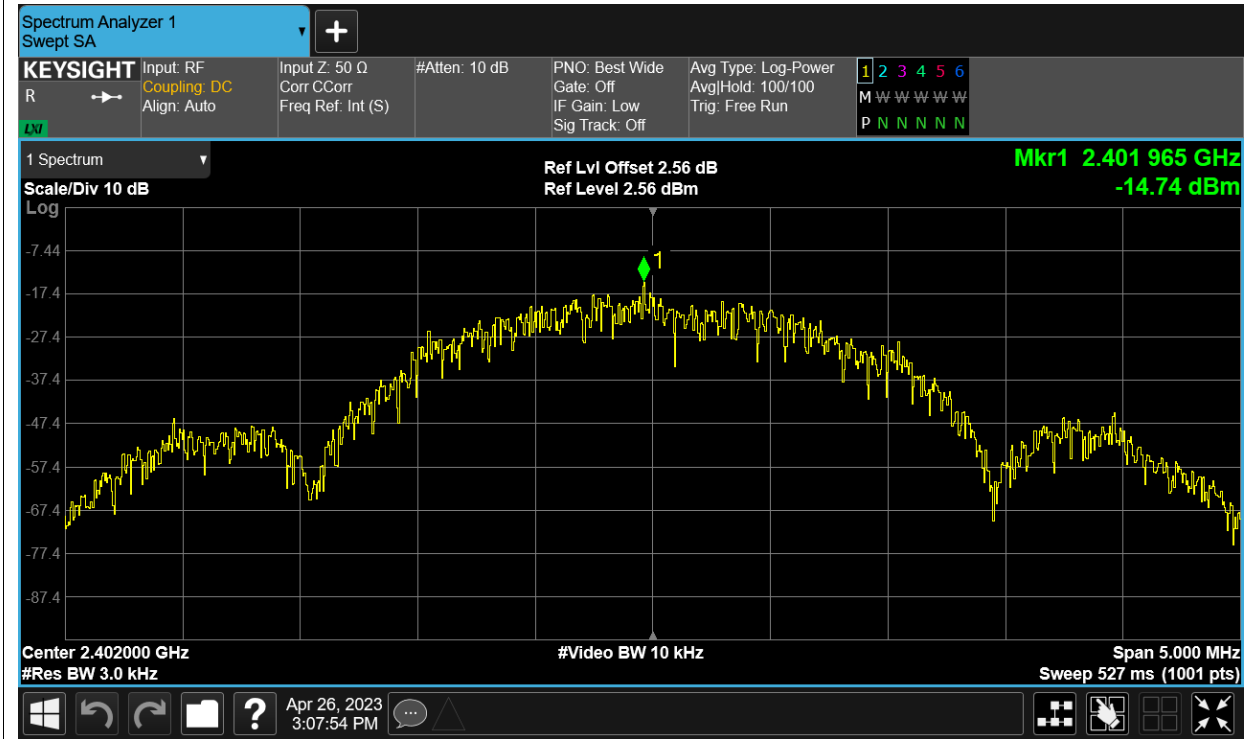 Spectrum Analyzer 1
Swept SA
KEYSIGHT
R
LXI
Input: RF
Coupling: DC
Align: Auto
Input Z: 50 Ω
Corr CCorr
Freq Ref: Int (S)
#Atten: 10 dB
PNO: Best Wide
Gate: Off
IF Gain: Low
Sig Track: Off
Avg Type: Log-Power
Avg|Hold: 100/100
Trig: Free Run
1 2 3 4 5 6
M W W W W W
P N N N N N
1 Spectrum
Scale/Div 10 dB
Log
Ref Lvl Offset 2.56 dB
Ref Level 2.56 dBm
Mkr1 2.401 965 GHz
-14.74 dBm
1
-7.44
-17.4
-27.4
-37.4
-47.4
-57.4
-67.4
-77.4
-87.4
Center 2.402000 GHz
#Res BW 3.0 kHz
#Video BW 10 kHz
Span 5.000 MHz
Sweep 527 ms (1001 pts)
?
Apr 26, 2023
3:07:54 PM